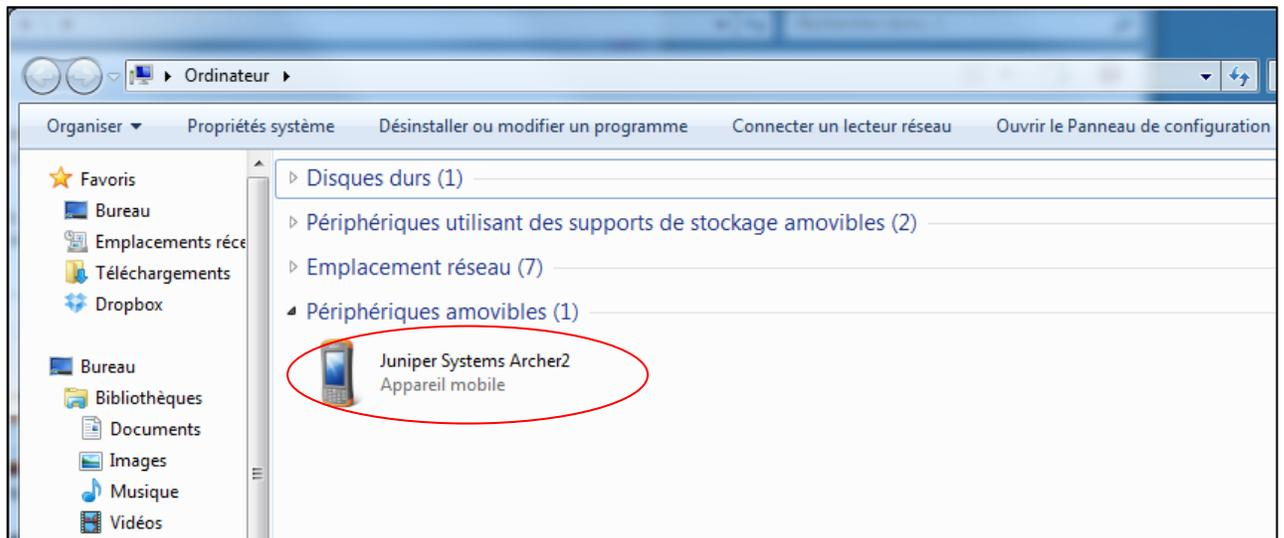 Ordinateur
Organiser Propriétés système Désinstaller ou modifier un programme Connecter un lecteur réseau Ouvrir le Panneau de configuration
Favoris
Bureau
Emplacements réce
Téléchargements
Dropbox
Bureau
Bibliothèques
Documents
Images
Musique
Vidéos
Disques durs (1)
Périphériques utilisant des supports de stockage amovibles (2)
Emplacement réseau (7)
Périphériques amovibles (1)
Juniper Systems Archer2
Appareil mobile